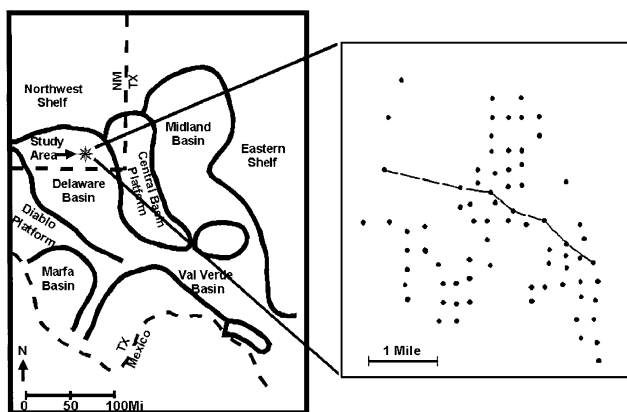 NM
TX
Northwest
Shelf
Midland
Basin
Study
Area
Eastern
Shelf
Central Basin
Platform
Delaware
Basin
Diablo
Platform
Marfa
Basin
Val Verde
Basin
TX
Mexico
N
0 50 100Mi
1 Mile